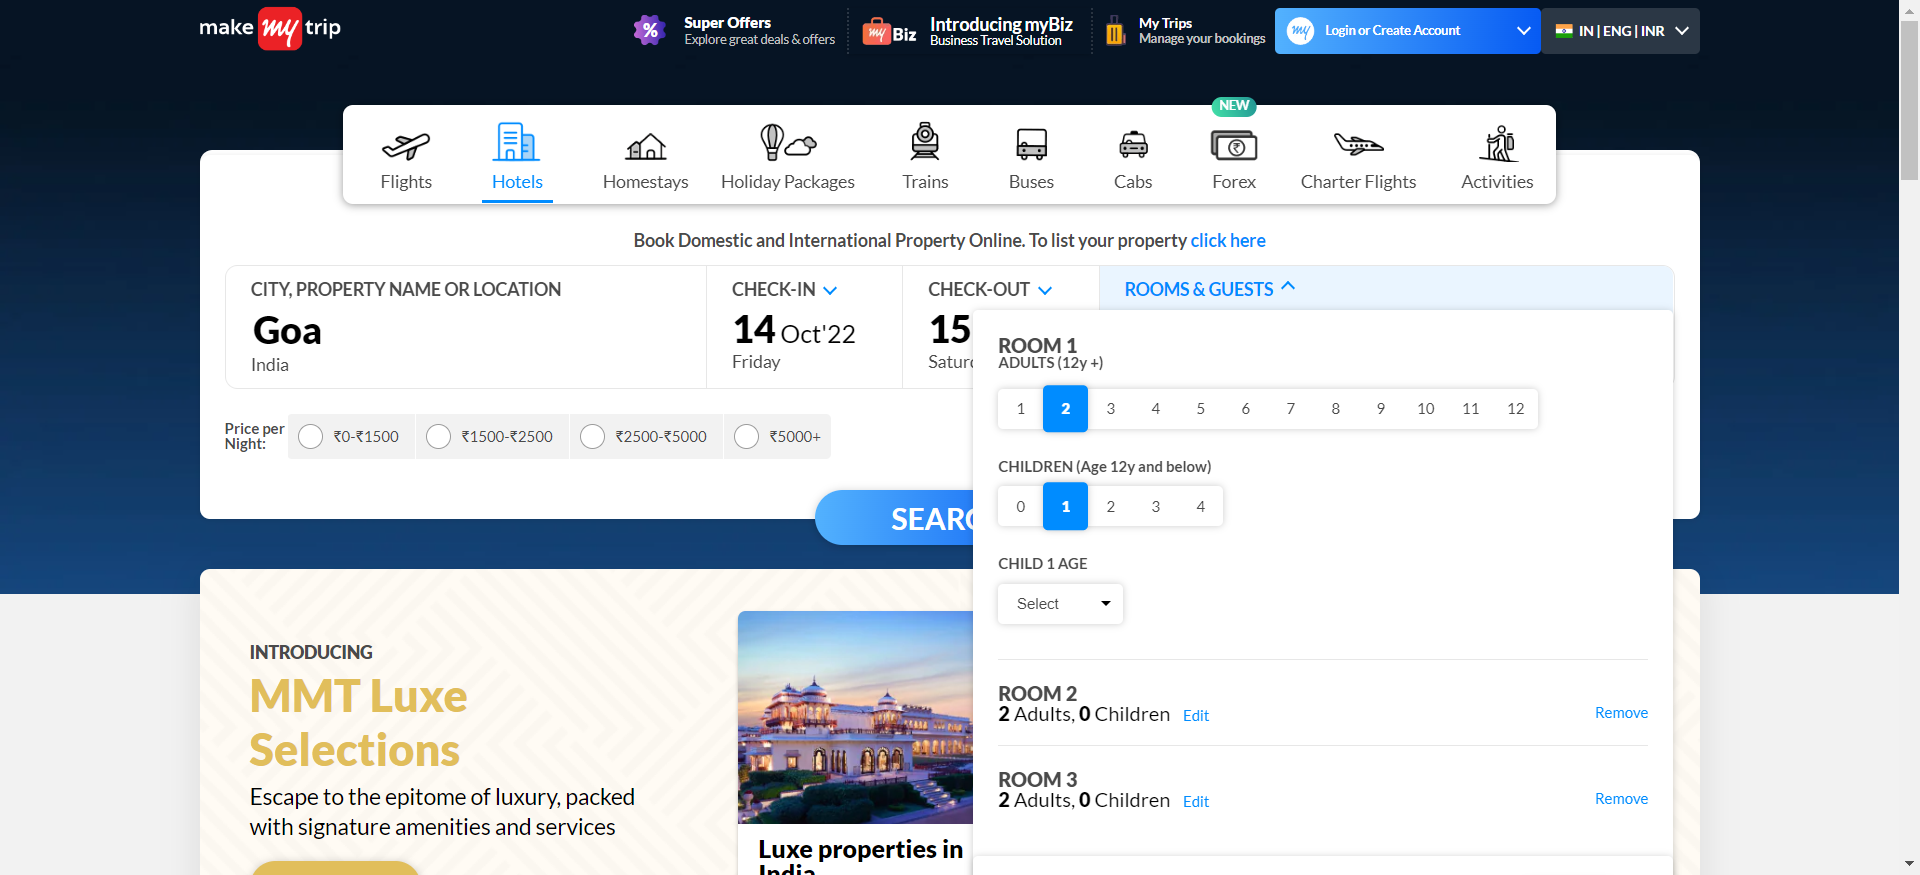 make my trip
Super Offers
Explore great deals & offers
my Biz
Introducing myBiz
Business Travel Solution
My Trips
Manage your bookings
my
Login or Create Account
IN | ENG | INR
NEW
Flights
Hotels
Homestays
Holiday Packages
Trains
Buses
Cabs
Forex
Charter Flights
Activities
Book Domestic and International Property Online. To list your property click here
CITY, PROPERTY NAME OR LOCATION
Goa
India
CHECK-IN
14 Oct'22
Friday
CHECK-OUT
15
Saturd
ROOMS & GUESTS
Price per
Night:
₹0-₹1500
₹1500-₹2500
₹2500-₹5000
₹5000+
SEARC
ROOM 1
ADULTS (12y +)
1 2 3 4 5 6 7 8 9 10 11 12
CHILDREN (Age 12y and below)
0 1 2 3 4
CHILD 1 AGE
Select
ROOM 2
2 Adults, 0 Children Edit
Remove
ROOM 3
2 Adults, 0 Children Edit
Remove
INTRODUCING
MMT Luxe
Selections
Escape to the epitome of luxury, packed
with signature amenities and services
Luxe properties in
India